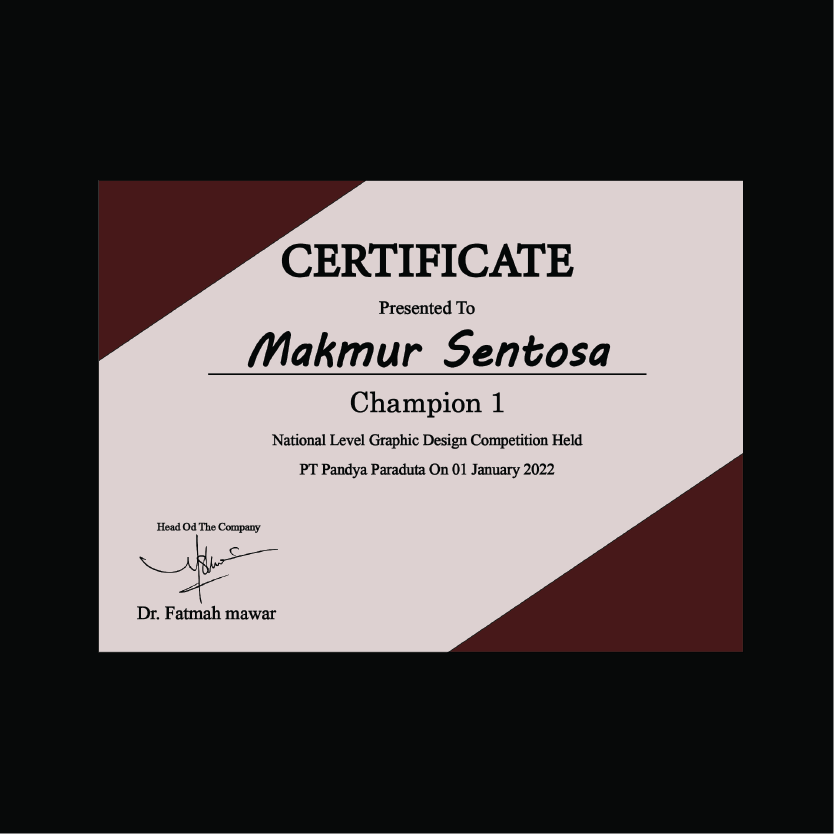 CERTIFICATE
Presented To
Makmur Sentosa
Champion 1
National Level Graphic Design Competition Held
PT Pandya Paraduta On 01 January 2022
Head Od The Company
Dr. Fatmah mawar